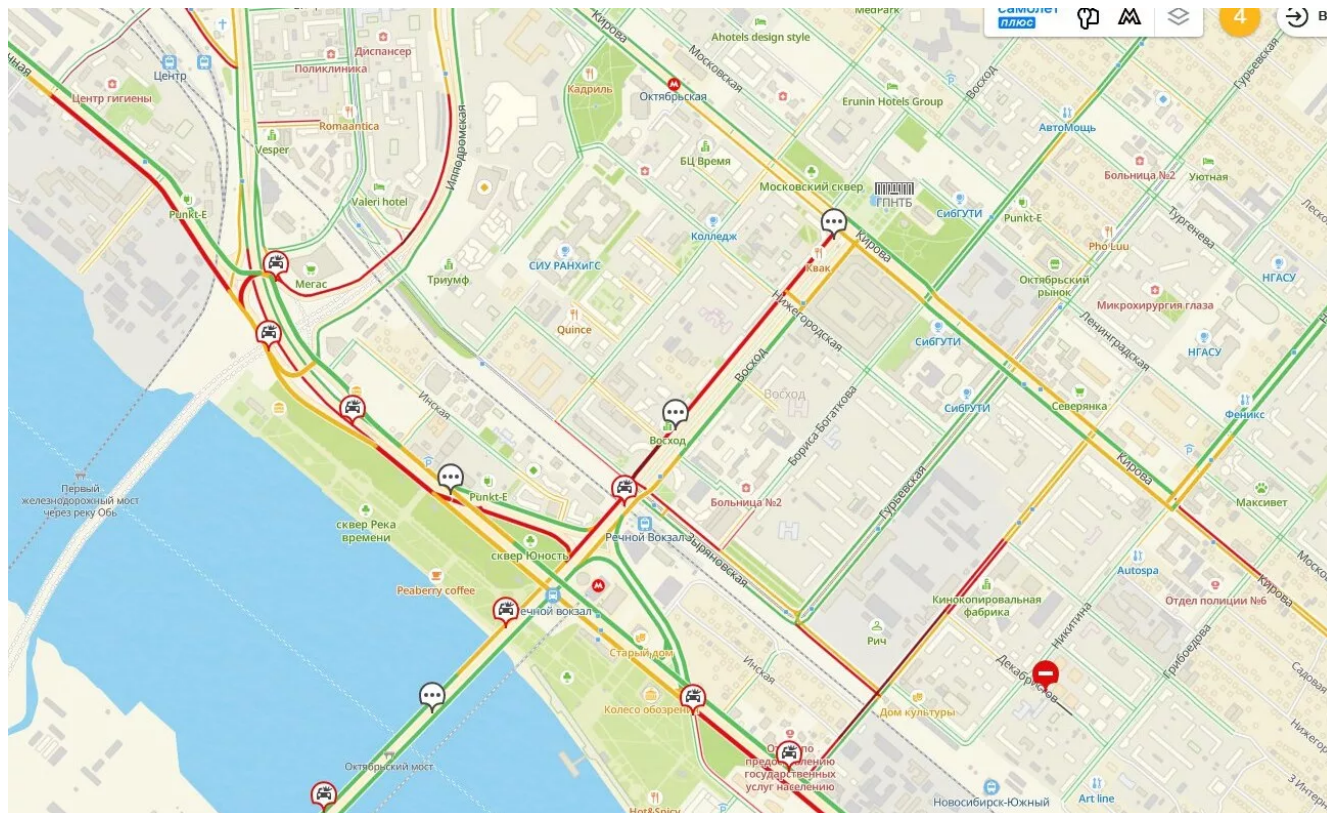 самолет
плюс
4
В
MedPark
Ahotels design style
Кирова
Московская
Диспансер
Поликлиника
Центр
Центр гигиены
Кадриль
Октябрьская
Восход
Гурьевская
Erunin Hotels Group
АвтоМощь
Romaantica
Vesper
Ипподромская
БЦ Время
Больница №2
Уютная
Московский сквер
ГПНТБ
СибГУТИ
Punkt-E
Тургенева
Valeri hotel
Punkt-E
Колледж
Кирова
Pho Luu
СИУ РАНХиГС
Квак
Октябрьский
рынок
НГАСУ
Мегас
Триумф
Нижегородская
Микрохирургия глаза
Quince
СибГУТИ
Ленинградская
НГАСУ
Восход
Инская
Восход
Бориса Богаткова
СибГУТИ
Северянка
Феникс
Восход
Кирова
Первый
железнодорожный мост
через реку Обь
Punkt-E
Больница №2
Гурьевская
Максивет
сквер Река
времени
Речной Вокзал
сквер Юность
Зыряновская
Autospa
Peaberry coffee
Речной вокзал
Кинокопировальная
фабрика
Отдел полиции №6
Кирова
Никитина
Грибоедова
Рич
Старый дом
Инская
Декабристов
Садовая
Колесо обозрения
Дом культуры
предоставлению
государственных
услуг населению
Октябрьский мост
Новосибирск-Южный
Art line
Hot&Spicy